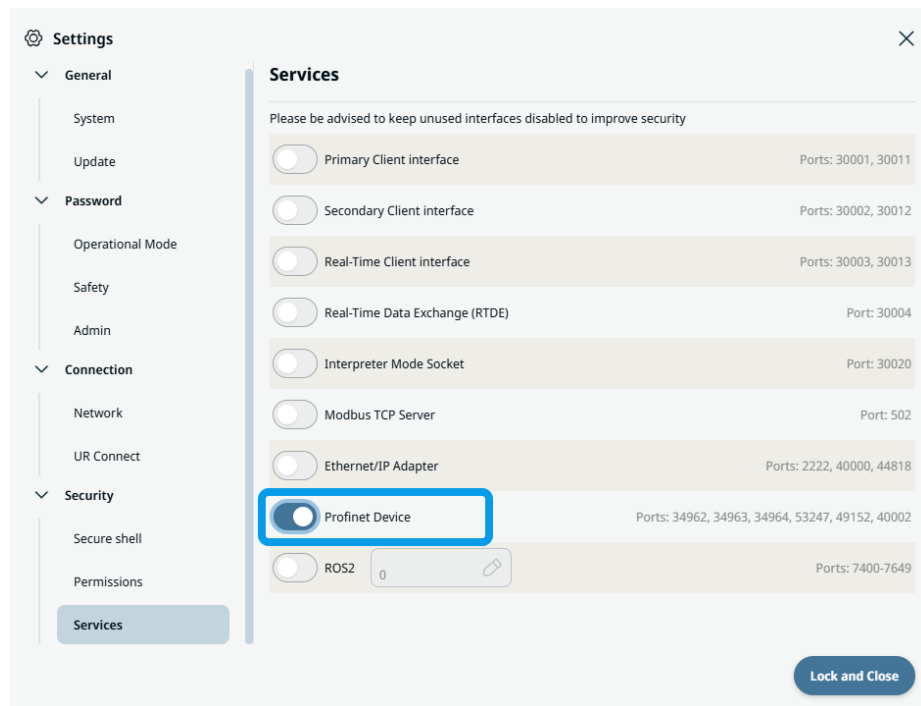 Settings
General
System
Update
Password
Operational Mode
Safety
Admin
Connection
Network
UR Connect
Security
Secure shell
Permissions
Services
Services
Please be advised to keep unused interfaces disabled to improve security
Primary Client interface Ports: 30001, 30011
Secondary Client interface Ports: 30002, 30012
Real-Time Client interface Ports: 30003, 30013
Real-Time Data Exchange (RTDE) Port: 30004
Interpreter Mode Socket Port: 30020
Modbus TCP Server Port: 502
Ethernet/IP Adapter Ports: 2222, 40000, 44818
Profinet Device Ports: 34962, 34963, 34964, 53247, 49152, 40002
ROS2 0 Ports: 7400-7649
Lock and Close